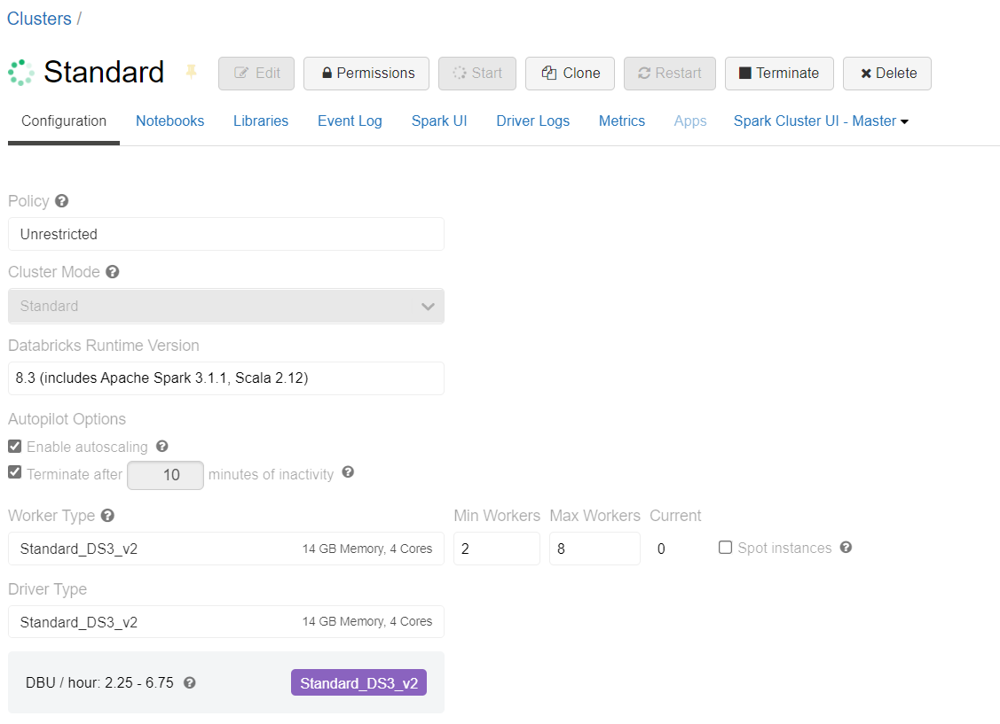 Clusters /
Standard Edit Permissions Start Clone Restart Terminate Delete
Configuration Notebooks Libraries Event Log Spark UI Driver Logs Metrics Apps Spark Cluster UI - Master
Policy
Unrestricted
Cluster Mode
Standard
Databricks Runtime Version
8.3 (includes Apache Spark 3.1.1, Scala 2.12)
Autopilot Options
Enable autoscaling
Terminate after 10 minutes of inactivity
Worker Type Min Workers Max Workers Current
Standard_DS3_v2 14 GB Memory, 4 Cores 2 8 0 Spot instances
Driver Type
Standard_DS3_v2 14 GB Memory, 4 Cores
DBU / hour: 2.25 - 6.75 Standard_DS3_v2